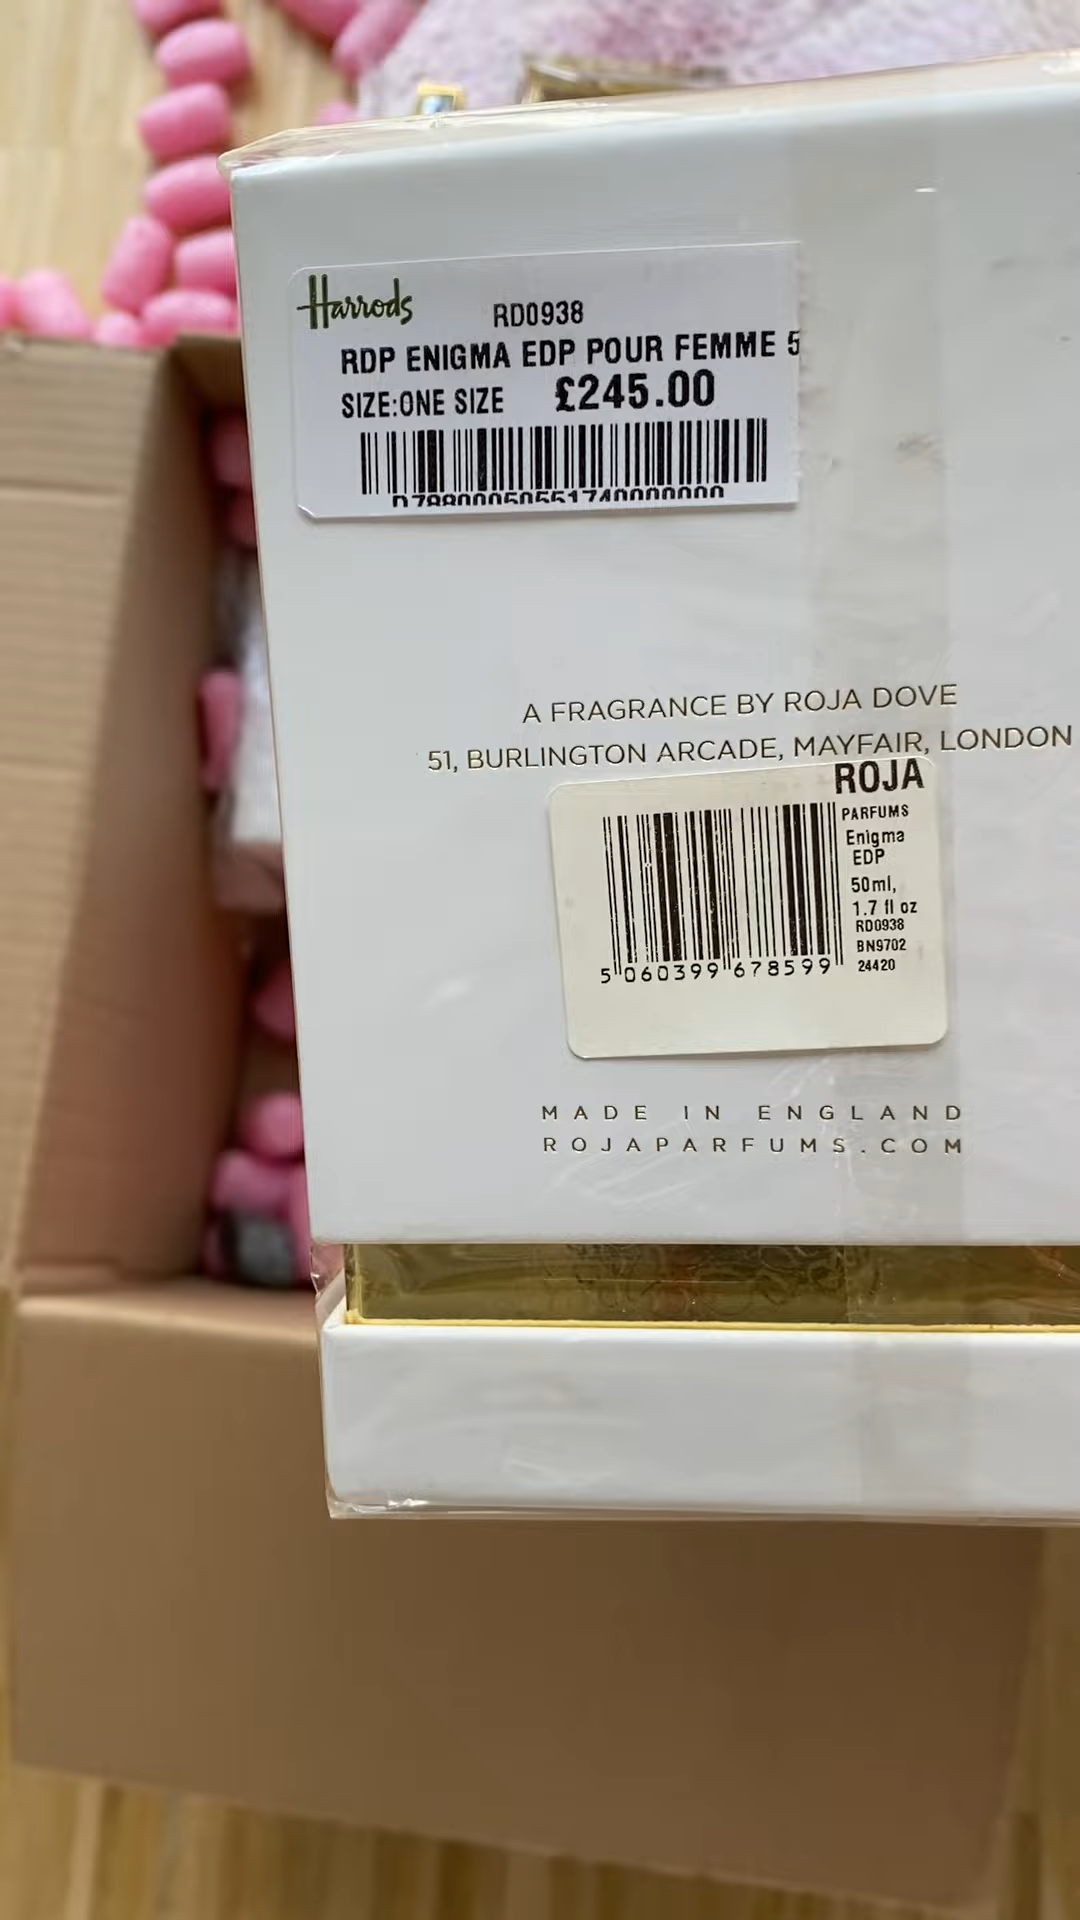 Harrods
RD0938
RDP ENIGMA EDP POUR FEMME 5
SIZE:ONE SIZE £245.00
A FRAGRANCE BY ROJA DOVE
51, BURLINGTON ARCADE, MAYFAIR, LONDON
ROJA
PARFUMS
Enigma
EDP
50ml,
1.7 fl oz
RD0938
BN9702
24420
5 060399 678599
MADE IN ENGLAND
ROJAPARFUMS.COM